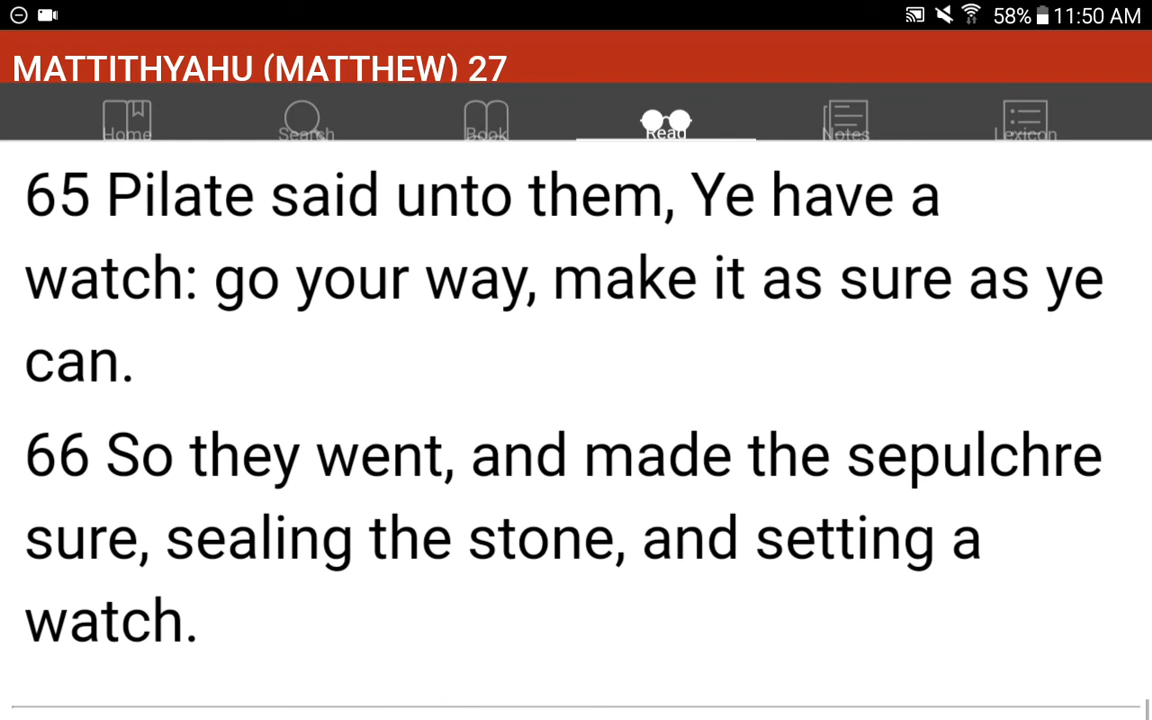 58% 11:50 AM
MATTITHYAHU (MATTHEW) 27
Home Search Book Read Notes Lexicon
65 Pilate said unto them, Ye have a
watch: go your way, make it as sure as ye
can.
66 So they went, and made the sepulchre
sure, sealing the stone, and setting a
watch.